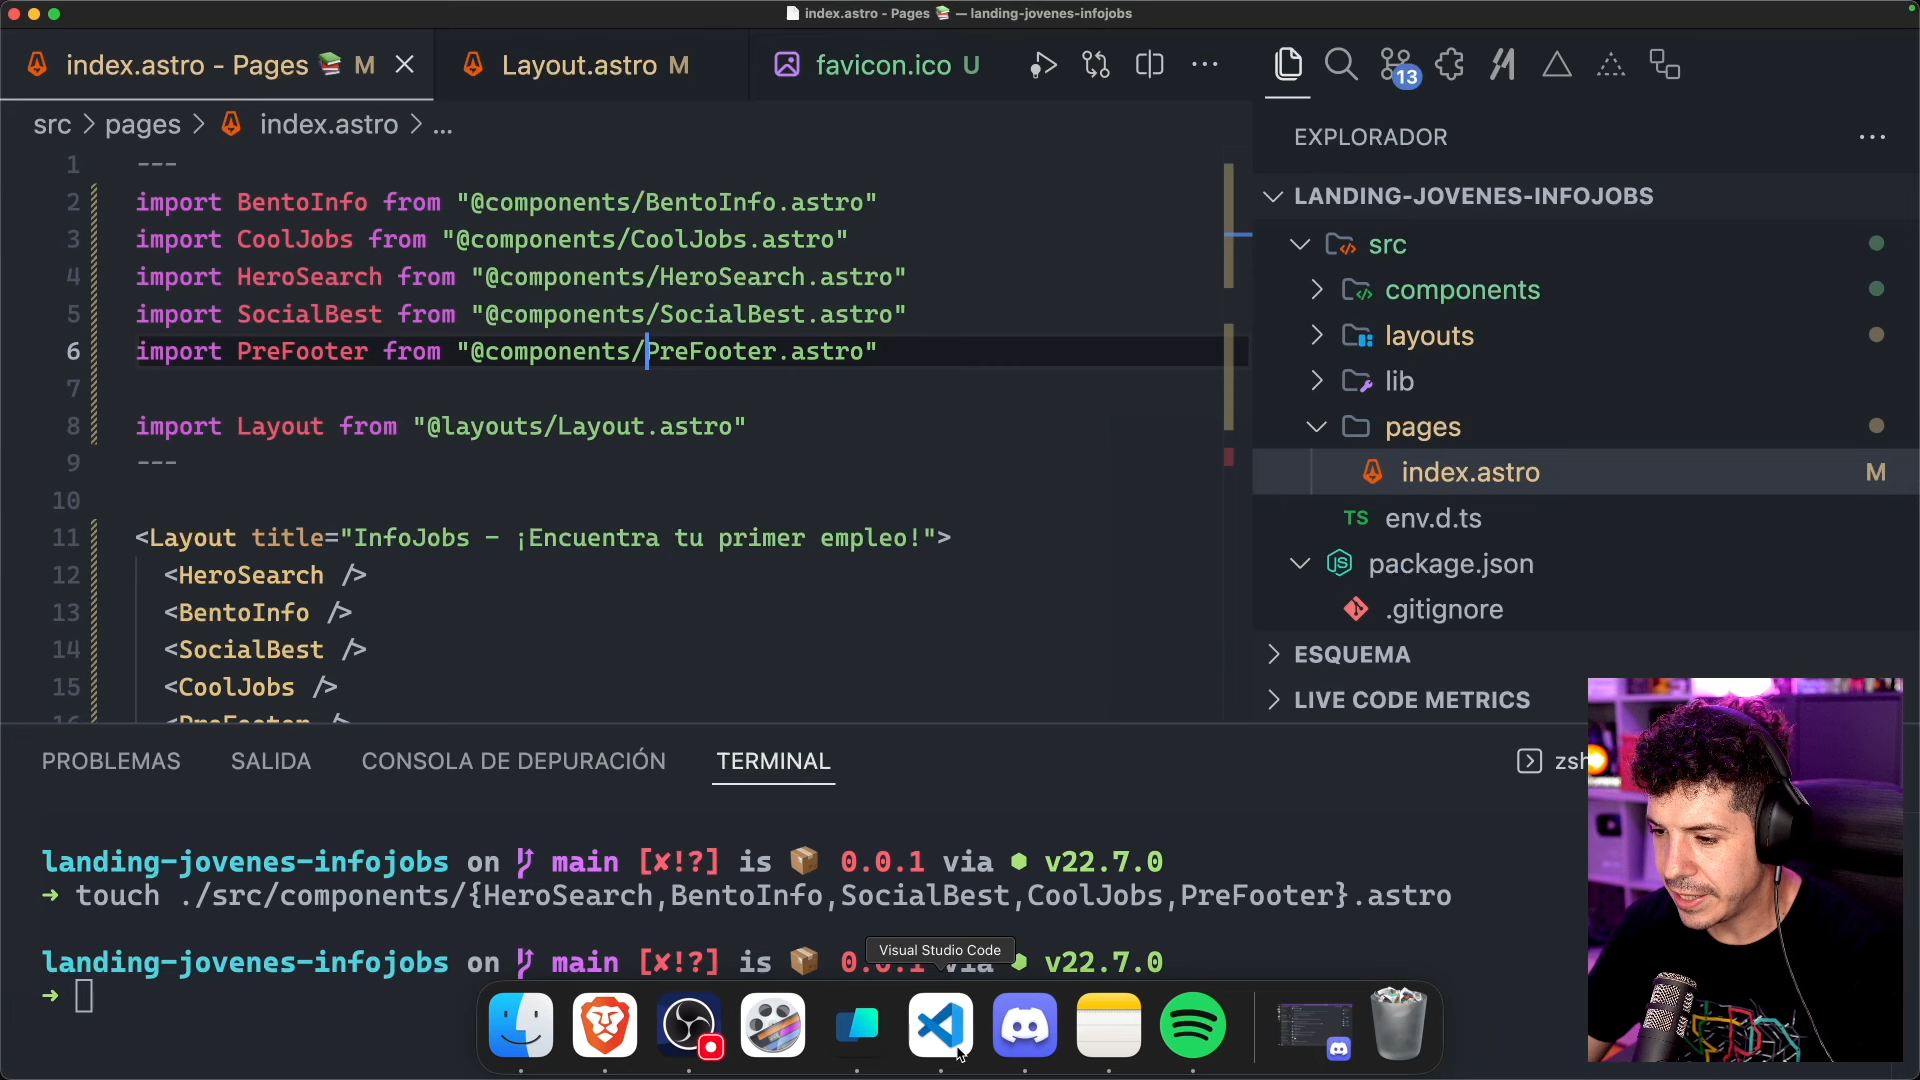 index.astro - Pages 📚 — landing-jovenes-infojobs
index.astro - Pages 📚 M
Layout.astro M
favicon.ico U
13
src > pages > index.astro > ...
EXPLORADOR
LANDING-JOVENES-INFOJOBS
src
components
layouts
lib
pages
index.astro M
TS env.d.ts
package.json
.gitignore
ESQUEMA
LIVE CODE METRICS
1 ---
2 import BentoInfo from "@components/BentoInfo.astro"
3 import CoolJobs from "@components/CoolJobs.astro"
4 import HeroSearch from "@components/HeroSearch.astro"
5 import SocialBest from "@components/SocialBest.astro"
6 import PreFooter from "@components/PreFooter.astro"
7
8 import Layout from "@layouts/Layout.astro"
9 ---
10
11 <Layout title="InfoJobs - ¡Encuentra tu primer empleo!">
12 <HeroSearch />
13 <BentoInfo />
14 <SocialBest />
15 <CoolJobs />
16 <PreFooter />
PROBLEMAS SALIDA CONSOLA DE DEPURACIÓN TERMINAL
zsh
landing-jovenes-infojobs on main [✘!?] is 📦 0.0.1 via v22.7.0
➜ touch ./src/components/{HeroSearch,BentoInfo,SocialBest,CoolJobs,PreFooter}.astro
landing-jovenes-infojobs on main [✘!?] is 📦 0.0.1 via v22.7.0
➜
Visual Studio Code